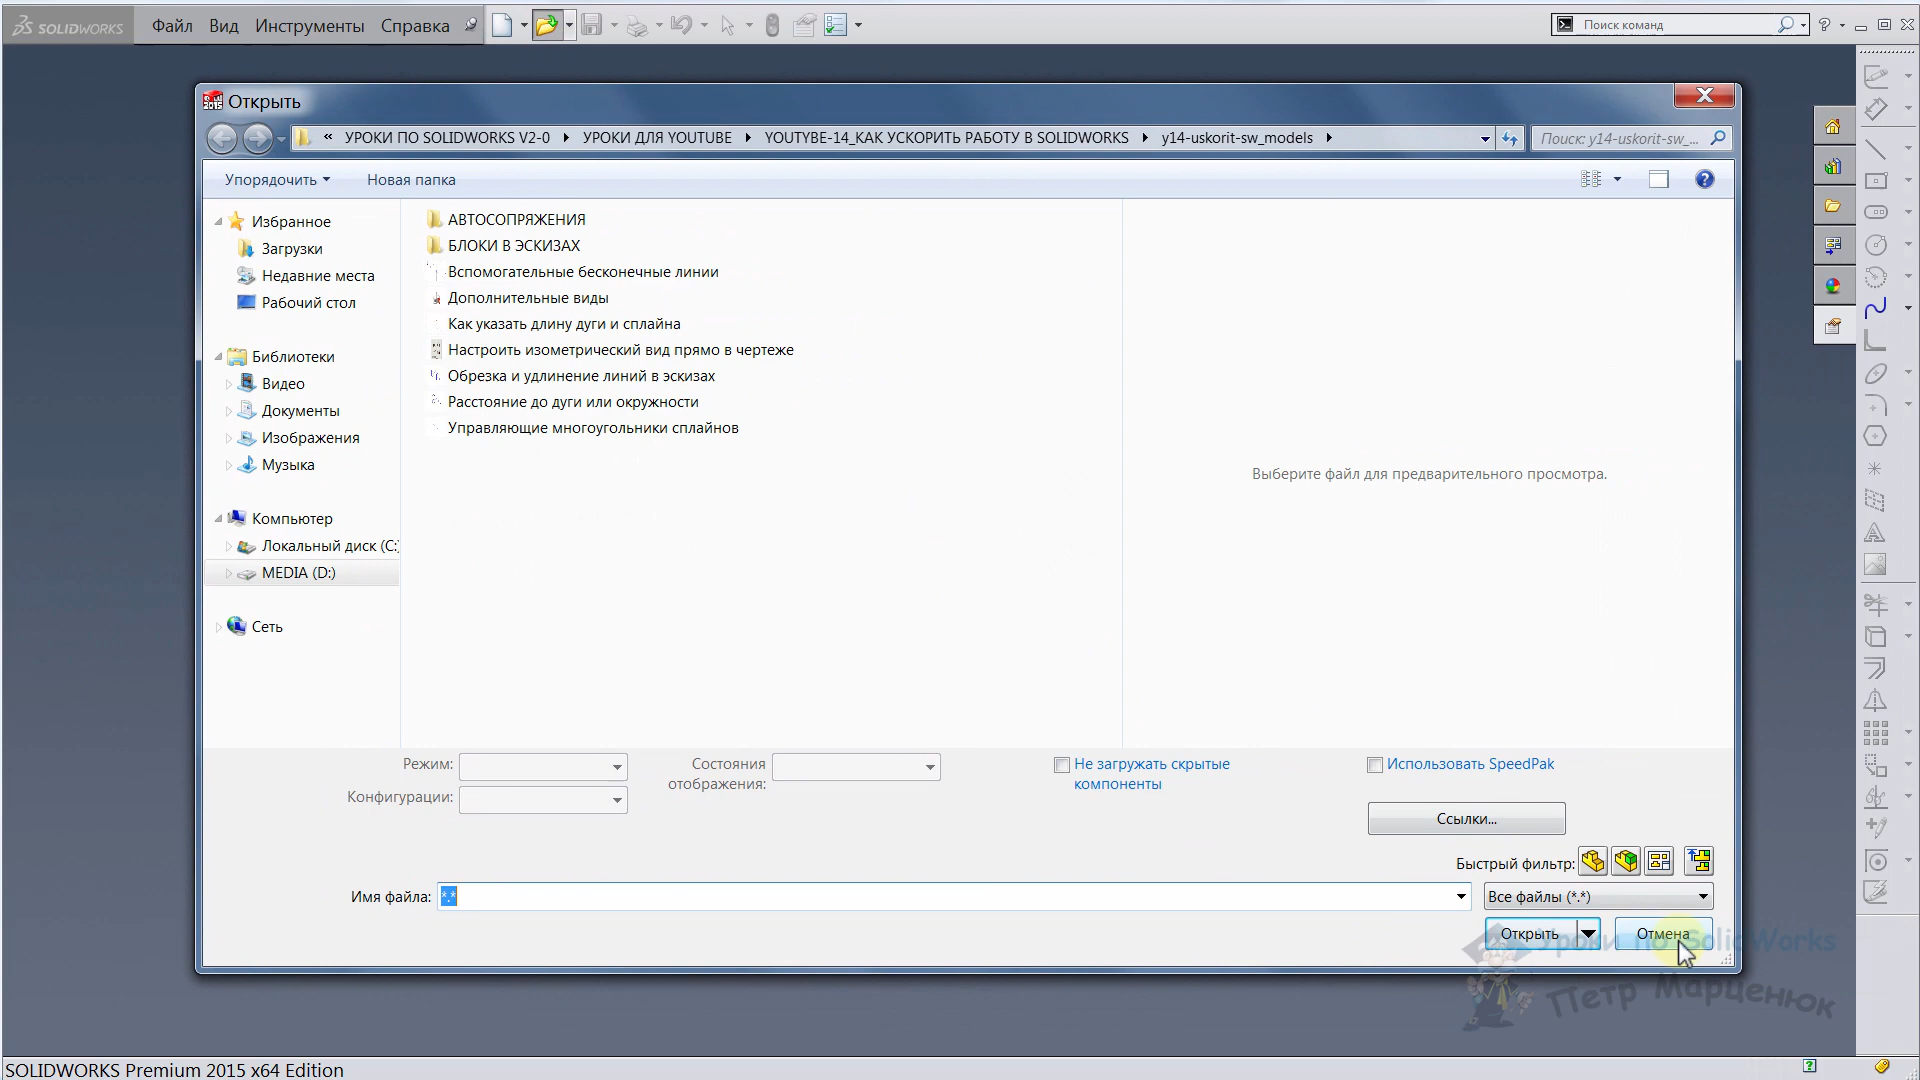 SOLIDWORKS Файл Вид Инструменты Справка Поиск команд ?
Открыть
« УРОКИ ПО SOLIDWORKS V2-0 УРОКИ ДЛЯ YOUTUBE YOUTYBE-14_КАК УСКОРИТЬ РАБОТУ В SOLIDWORKS y14-uskorit-sw_models Поиск: y14-uskorit-sw_...
Упорядочить Новая папка
Избранное
Загрузки
Недавние места
Рабочий стол
Библиотеки
Видео
Документы
Изображения
Музыка
Компьютер
Локальный диск (C:)
MEDIA (D:)
Сеть
АВТОСОПРЯЖЕНИЯ
БЛОКИ В ЭСКИЗАХ
Вспомогательные бесконечные линии
Дополнительные виды
Как указать длину дуги и сплайна
Настроить изометрический вид прямо в чертеже
Обрезка и удлинение линий в эскизах
Расстояние до дуги или окружности
Управляющие многоугольники сплайнов
Выберите файл для предварительного просмотра.
Режим:
Конфигурации:
Состояния
отображения:
Не загружать скрытые
компоненты
Использовать SpeedPak
Ссылки...
Быстрый фильтр:
Имя файла: *.* Все файлы (*.*)
Открыть Отмена
Уроки по SolidWorks
Петр Марценюк
SOLIDWORKS Premium 2015 x64 Edition